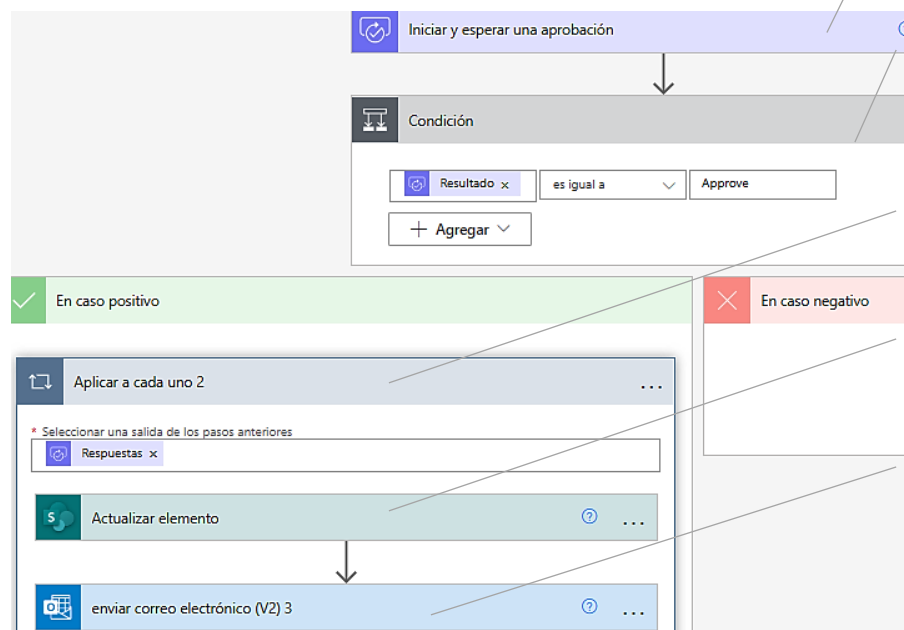 Iniciar y esperar una aprobación
Condición
Resultado x es igual a Approve
+ Agregar
En caso positivo
En caso negativo
Aplicar a cada uno 2 ...
* Seleccionar una salida de los pasos anteriores
Respuestas x
S Actualizar elemento ? ...
o enviar correo electrónico (V2) 3 ? ...